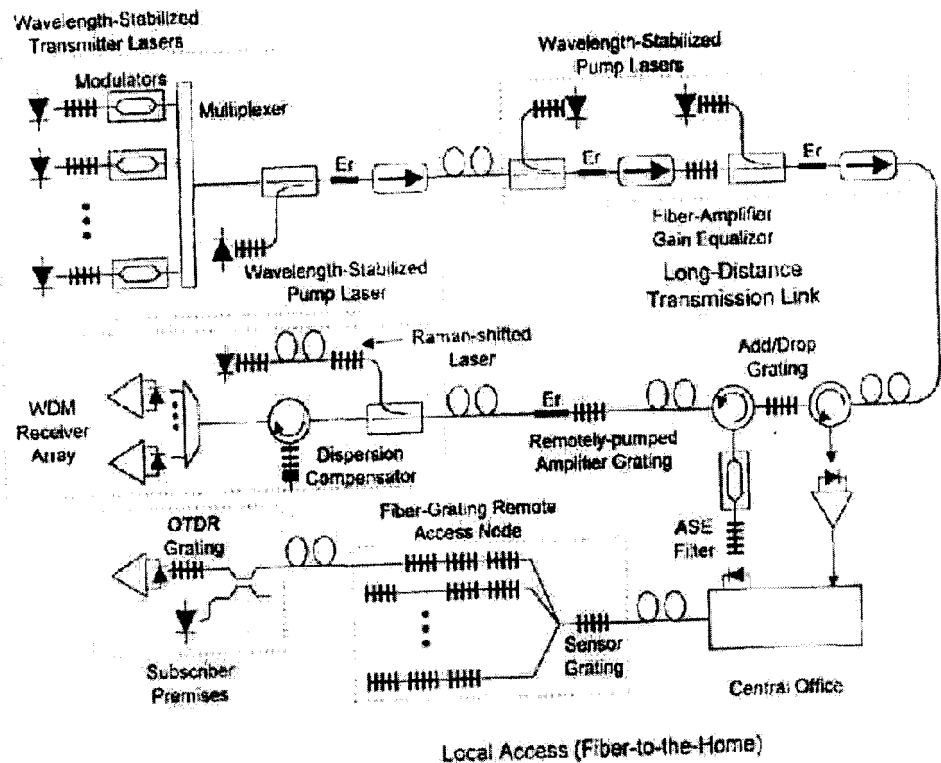 Wavelength-Stabilized
Transmitter Lasers
Modulators
Multiplexer
Wavelength-Stabilized
Pump Lasers
Er
Er
Er
Wavelength-Stabilized
Pump Laser
Fiber-Amplifier
Gain Equalizor
Long-Distance
Transmission Link
Raman-shifted
Laser
Add/Drop
Grating
WDM
Receiver
Array
Er
Dispersion
Compensator
Remotely-pumped
Amplifier Grating
OTDR
Grating
Fiber-Grating Remote
Access Node
ASE
Filter
Sensor
Grating
Subscriber
Premises
Central Office
Local Access (Fiber-to-the-Home)